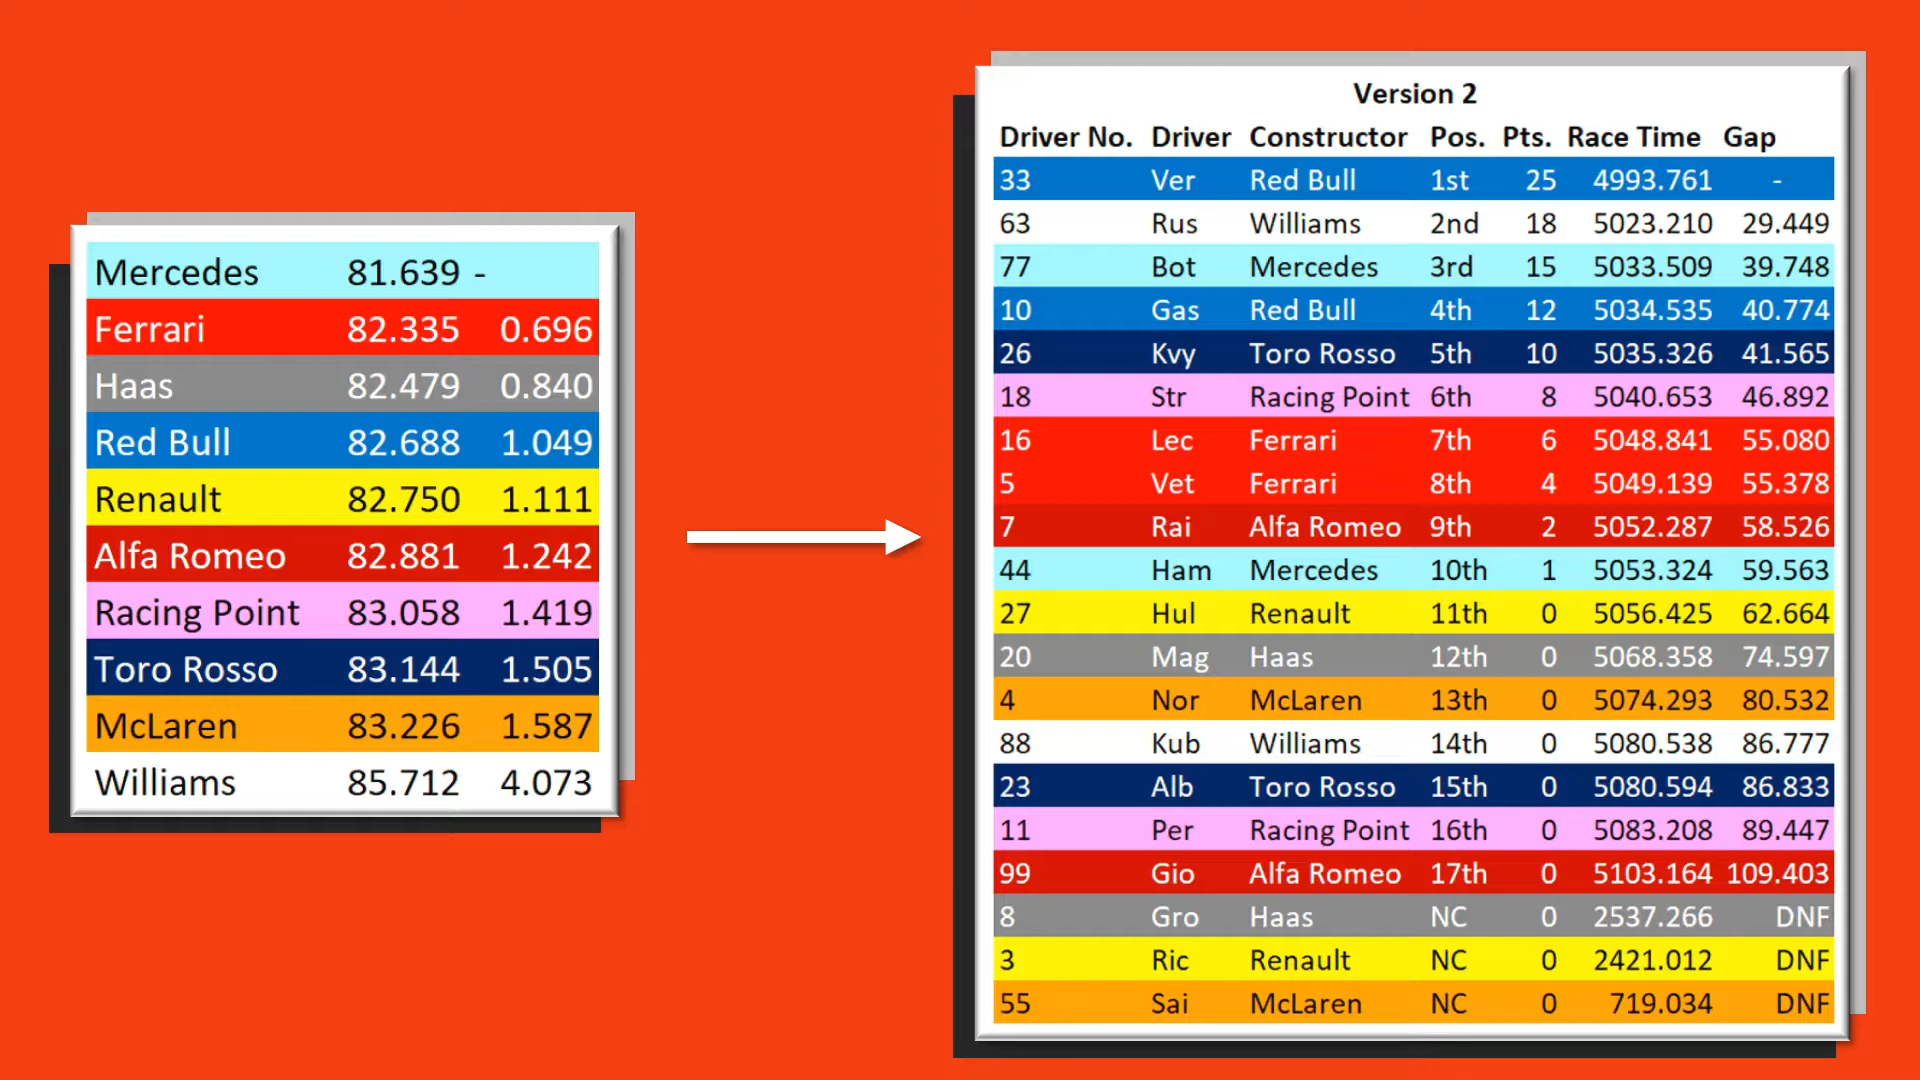 Mercedes 81.639 -
Ferrari 82.335 0.696
Haas 82.479 0.840
Red Bull 82.688 1.049
Renault 82.750 1.111
Alfa Romeo 82.881 1.242
Racing Point 83.058 1.419
Toro Rosso 83.144 1.505
McLaren 83.226 1.587
Williams 85.712 4.073
Version 2
Driver No. Driver Constructor Pos. Pts. Race Time Gap
33 Ver Red Bull 1st 25 4993.761 -
63 Rus Williams 2nd 18 5023.210 29.449
77 Bot Mercedes 3rd 15 5033.509 39.748
10 Gas Red Bull 4th 12 5034.535 40.774
26 Kvy Toro Rosso 5th 10 5035.326 41.565
18 Str Racing Point 6th 8 5040.653 46.892
16 Lec Ferrari 7th 6 5048.841 55.080
5 Vet Ferrari 8th 4 5049.139 55.378
7 Rai Alfa Romeo 9th 2 5052.287 58.526
44 Ham Mercedes 10th 1 5053.324 59.563
27 Hul Renault 11th 0 5056.425 62.664
20 Mag Haas 12th 0 5068.358 74.597
4 Nor McLaren 13th 0 5074.293 80.532
88 Kub Williams 14th 0 5080.538 86.777
23 Alb Toro Rosso 15th 0 5080.594 86.833
11 Per Racing Point 16th 0 5083.208 89.447
99 Gio Alfa Romeo 17th 0 5103.164 109.403
8 Gro Haas NC 0 2537.266 DNF
3 Ric Renault NC 0 2421.012 DNF
55 Sai McLaren NC 0 719.034 DNF